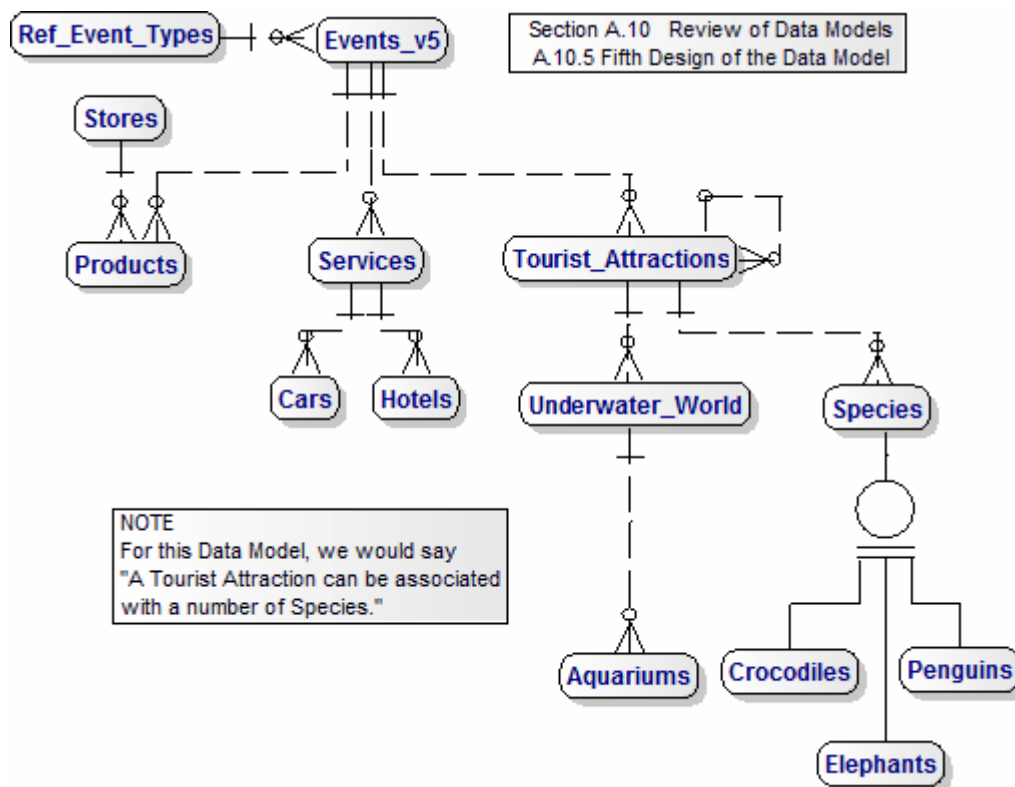 Ref_Event_Types
Events_v5
Section A.10 Review of Data Models
A.10.5 Fifth Design of the Data Model
Stores
Products
Services
Tourist_Attractions
Cars
Hotels
Underwater_World
Species
NOTE
For this Data Model, we would say
"A Tourist Attraction can be associated
with a number of Species."
Aquariums
Crocodiles
Penguins
Elephants